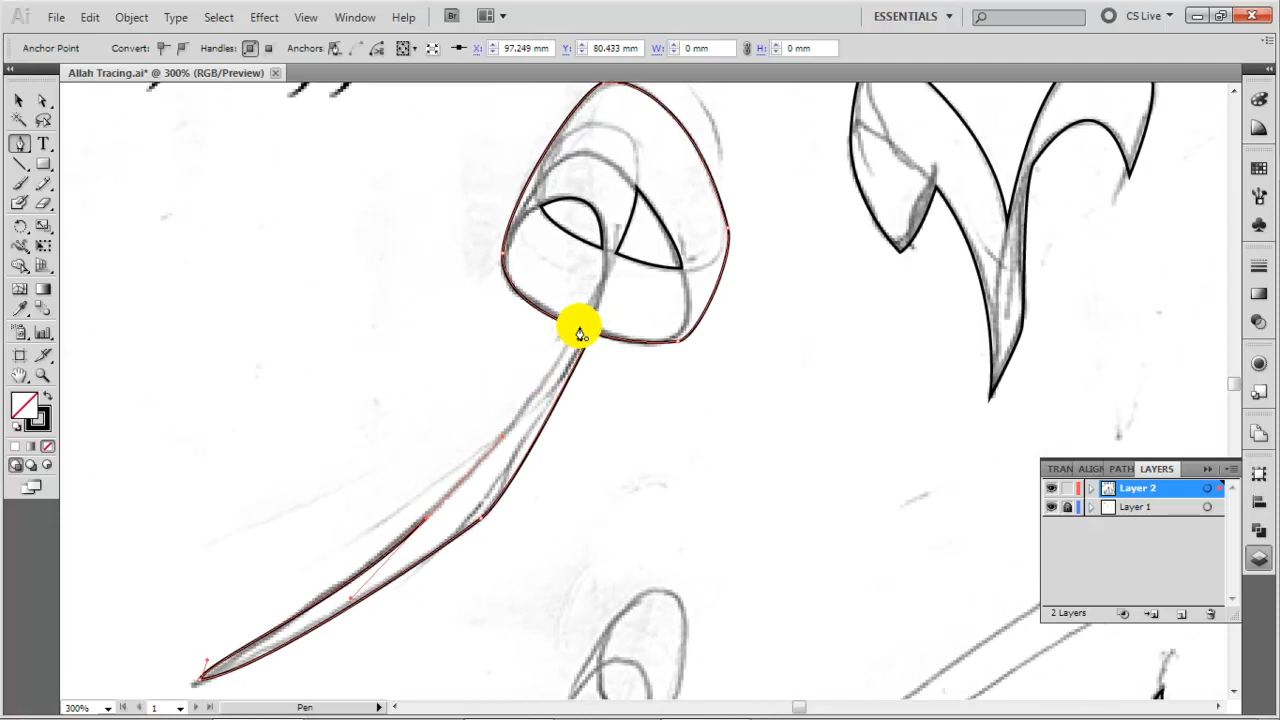 Ai File Edit Object Type Select Effect View Window Help Br ESSENTIALS CS Live
Anchor Point Convert: Handles: Anchors: X: 97.249 mm Y: 80.433 mm W: 0 mm H: 0 mm
Allah Tracing.ai* @ 300% (RGB/Preview)
TRAN ALIGN PATH LAYERS
Layer 2
Layer 1
2 Layers
300% 1 Pen